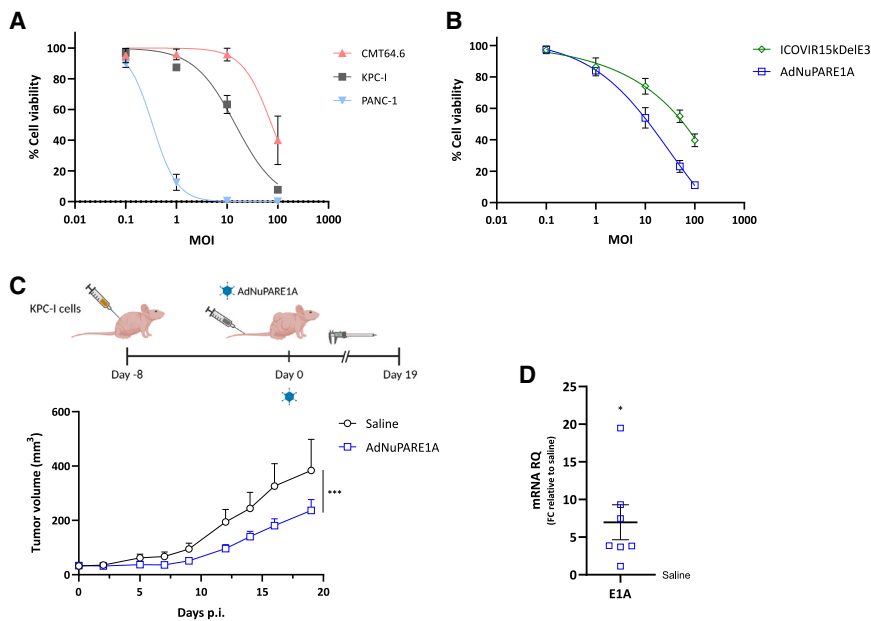 A
% Cell viability
100
80
60
40
20
0
0.01
0.1
1
10
100
1000
MOI
CMT64.6
KPC-I
PANC-1
B
% Cell viability
100
80
60
40
20
0
0.01
0.1
1
10
100
1000
MOI
ICOVIR15kDelE3
AdNuPARE1A
C
KPC-I cells
AdNuPARE1A
Day -8
Day 0
Day 19
Tumor volume (mm3)
600
400
200
0
0
5
10
15
20
Days p.i.
Saline
AdNuPARE1A
***
D
mRNA RQ
(FC relative to saline)
25
20
15
10
5
0
*
Saline
E1A